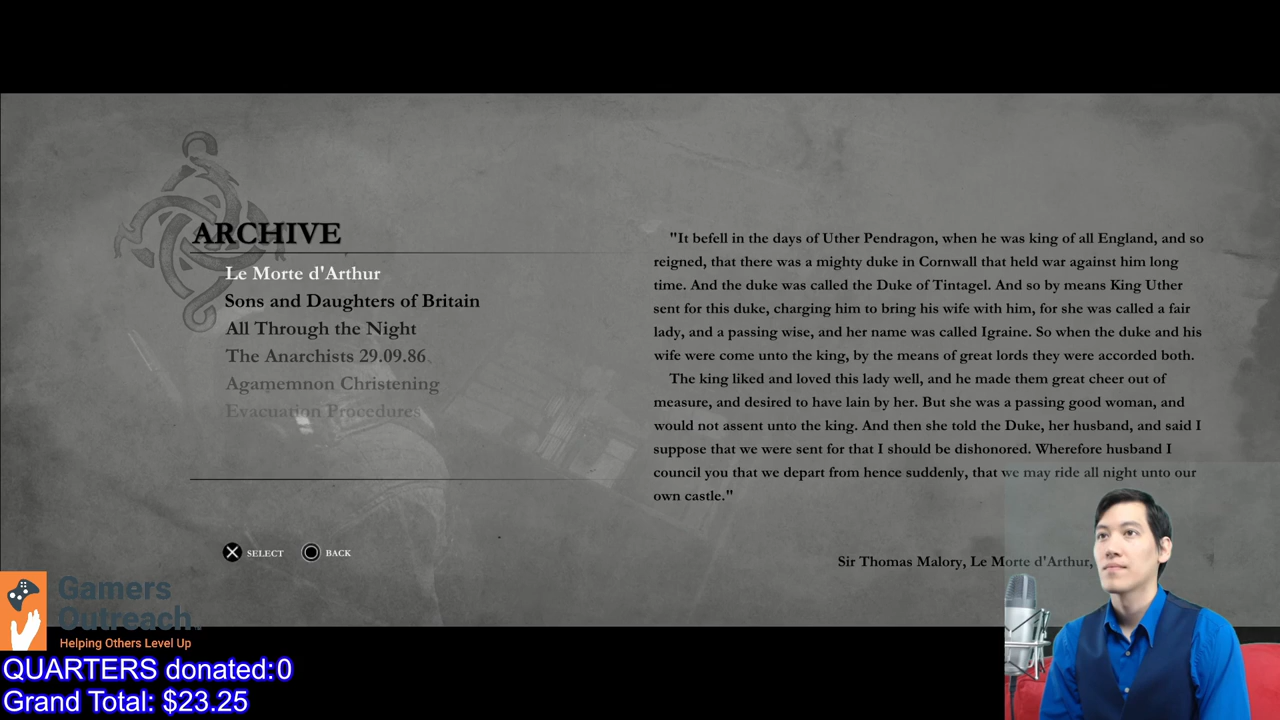 ARCHIVE
Le Morte d'Arthur
Sons and Daughters of Britain
All Through the Night
The Anarchists 29.09.86
Agamemnon Christening
Evacuation Procedures
SELECT
BACK
"It befell in the days of Uther Pendragon, when he was king of all England, and so
reigned, that there was a mighty duke in Cornwall that held war against him long
time. And the duke was called the Duke of Tintagel. And so by means King Uther
sent for this duke, charging him to bring his wife with him, for she was called a fair
lady, and a passing wise, and her name was called Igraine. So when the duke and his
wife were come unto the king, by the means of great lords they were accorded both.
The king liked and loved this lady well, and he made them great cheer out of
measure, and desired to have lain by her. But she was a passing good woman, and
would not assent unto the king. And then she told the Duke, her husband, and said I
suppose that we were sent for that I should be dishonored. Wherefore husband I
council you that we depart from hence suddenly, that we may ride all night unto our
own castle."
Sir Thomas Malory, Le Morte d'Arthur,
Gamers
Outreach
Helping Others Level Up
QUARTERS donated:0
Grand Total: $23.25